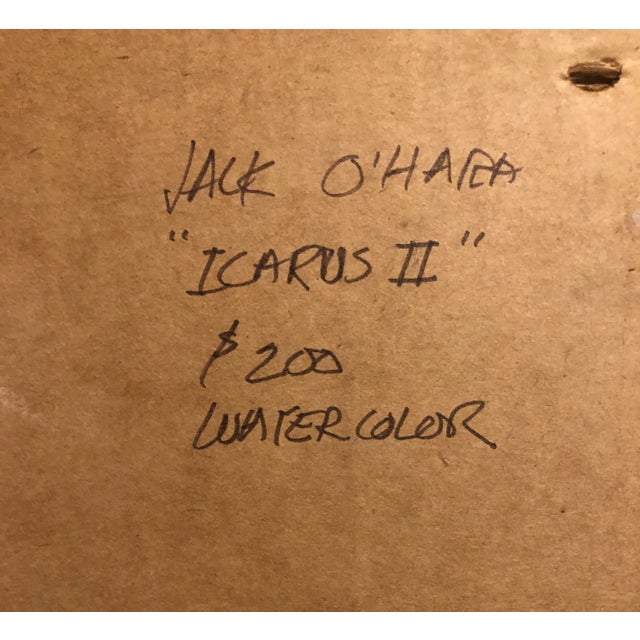 JACK O'HARA
"ICARUS II"
$200
WATERCOLOR